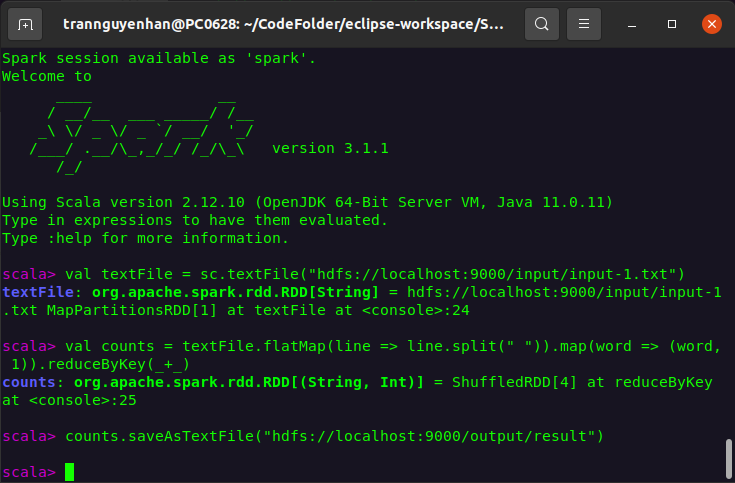 trannguyenhan@PC0628: ~/CodeFolder/eclipse-workspace/S...
Spark session available as 'spark'.
Welcome to
      ____              __
     / __/__  ___ _____/ /__
    _\ \/ _ \/ _ `/ __/  '_/
   /___/ .__/\_,_/_/ /_/\_\   version 3.1.1
      /_/
Using Scala version 2.12.10 (OpenJDK 64-Bit Server VM, Java 11.0.11)
Type in expressions to have them evaluated.
Type :help for more information.
scala> val textFile = sc.textFile("hdfs://localhost:9000/input/input-1.txt")
textFile: org.apache.spark.rdd.RDD[String] = hdfs://localhost:9000/input/input-1
.txt MapPartitionsRDD[1] at textFile at <console>:24
scala> val counts = textFile.flatMap(line => line.split(" ")).map(word => (word,
 1)).reduceByKey(_+_)
counts: org.apache.spark.rdd.RDD[(String, Int)] = ShuffledRDD[4] at reduceByKey
at <console>:25
scala> counts.saveAsTextFile("hdfs://localhost:9000/output/result")
scala>